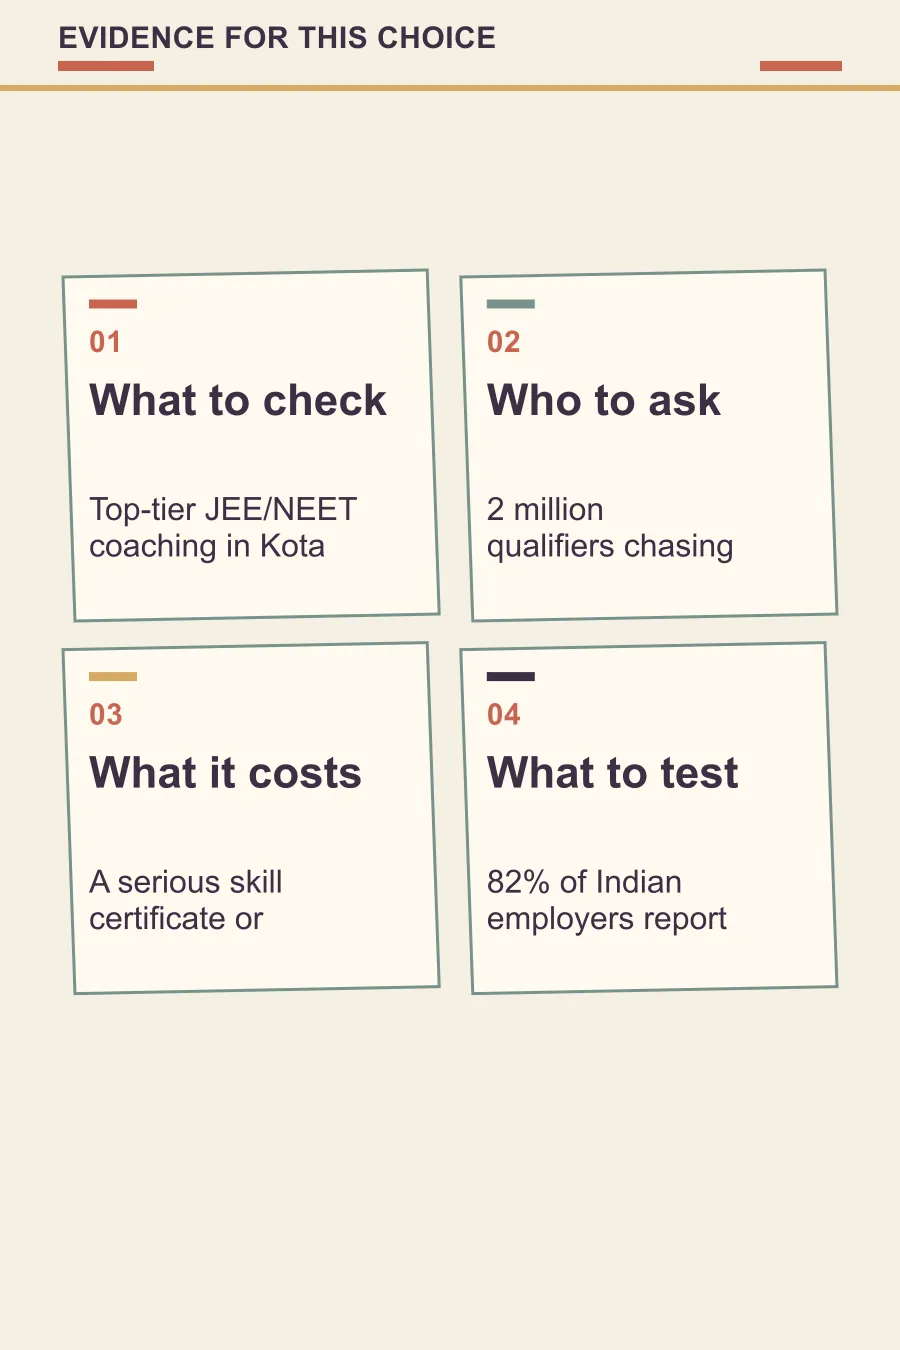 EVIDENCE FOR THIS CHOICE
01
What to check
Top-tier JEE/NEET
coaching in Kota
02
Who to ask
2 million
qualifiers chasing
03
What it costs
A serious skill
certificate or
04
What to test
82% of Indian
employers report